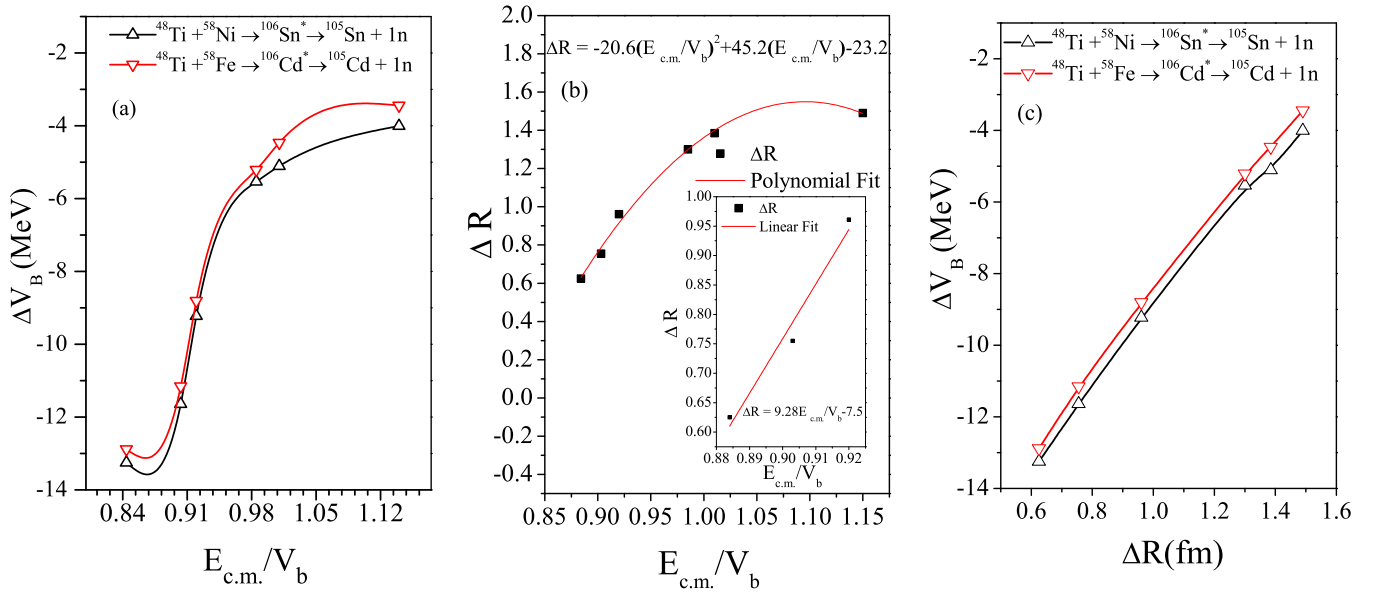 ⁴⁸Ti + ⁵⁸Ni → ¹⁰⁶Sn* → ¹⁰⁵Sn + 1n
⁴⁸Ti + ⁵⁸Fe → ¹⁰⁶Cd* → ¹⁰⁵Cd + 1n
(a)
-2
-4
-6
-8
-10
-12
-14
ΔV_B (MeV)
0.84 0.91 0.98 1.05 1.12
E_c.m./V_b
ΔR = -20.6(E_c.m./V_b)²+45.2(E_c.m./V_b)-23.2
(b)
2.0
1.8
1.6
1.4
1.2
1.0
0.8
0.6
0.4
0.2
0.0
-0.2
-0.4
Δ R
ΔR
Polynomial Fit
1.00
0.95
0.90
0.85
0.80
0.75
0.70
0.65
0.60
Δ R
ΔR
Linear Fit
ΔR = 9.28E_c.m./V_b-7.5
0.88 0.89 0.90 0.91 0.92
E_c.m./V_b
0.85 0.90 0.95 1.00 1.05 1.10 1.15
E_c.m./V_b
⁴⁸Ti + ⁵⁸Ni → ¹⁰⁶Sn* → ¹⁰⁵Sn + 1n
⁴⁸Ti + ⁵⁸Fe → ¹⁰⁶Cd* → ¹⁰⁵Cd + 1n
(c)
-2
-4
-6
-8
-10
-12
-14
ΔV_B (MeV)
0.6 0.8 1.0 1.2 1.4 1.6
ΔR(fm)